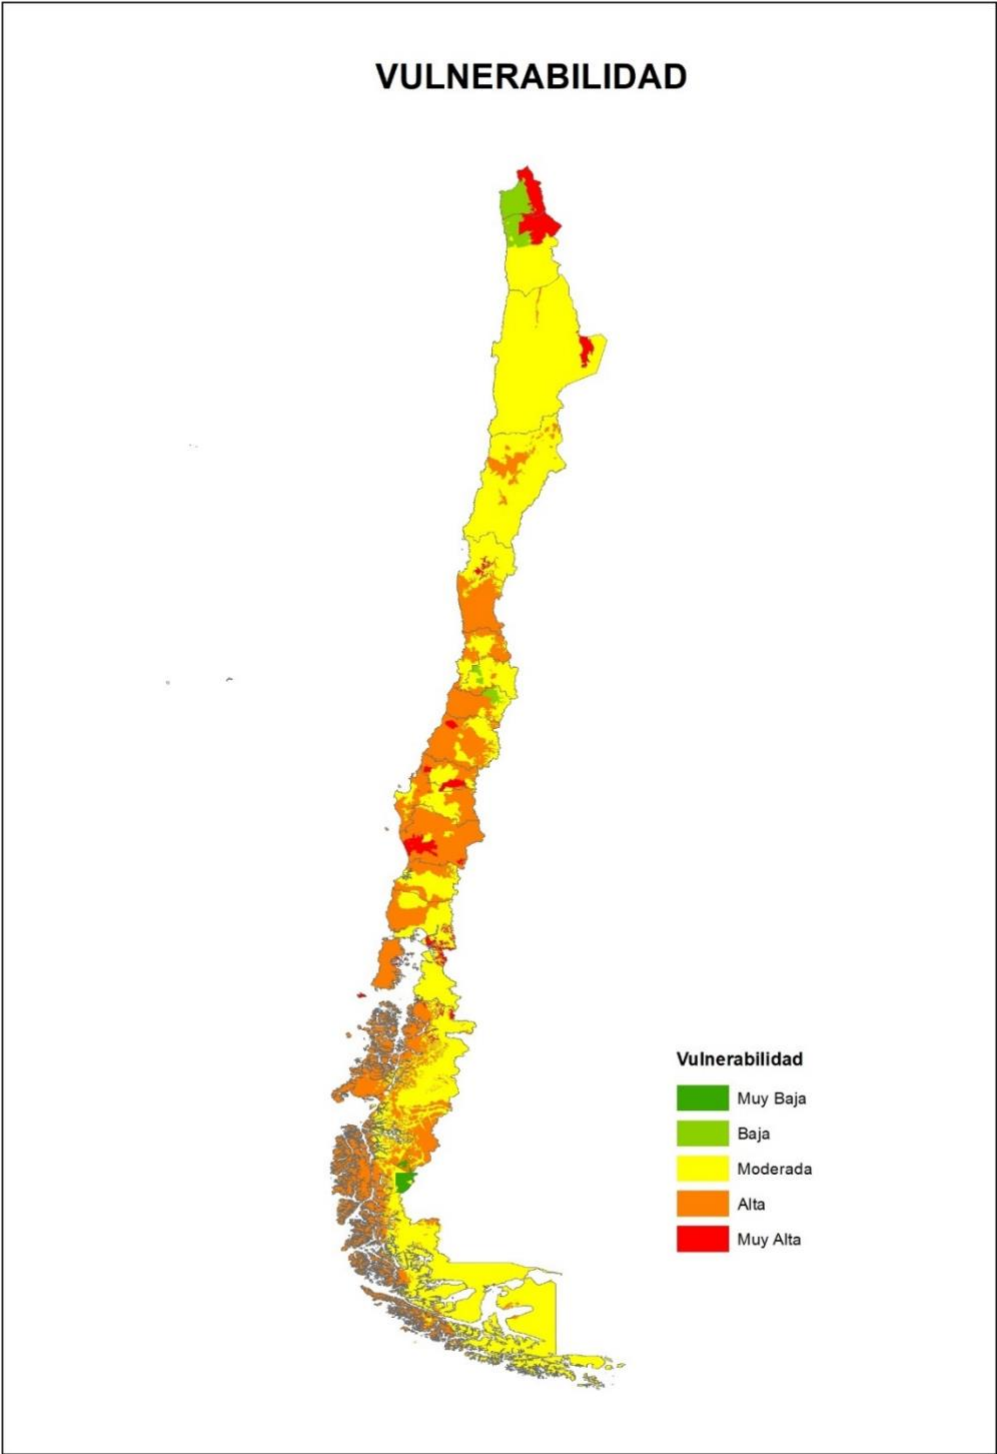 VULNERABILIDAD
Vulnerabilidad
Muy Baja
Baja
Moderada
Alta
Muy Alta